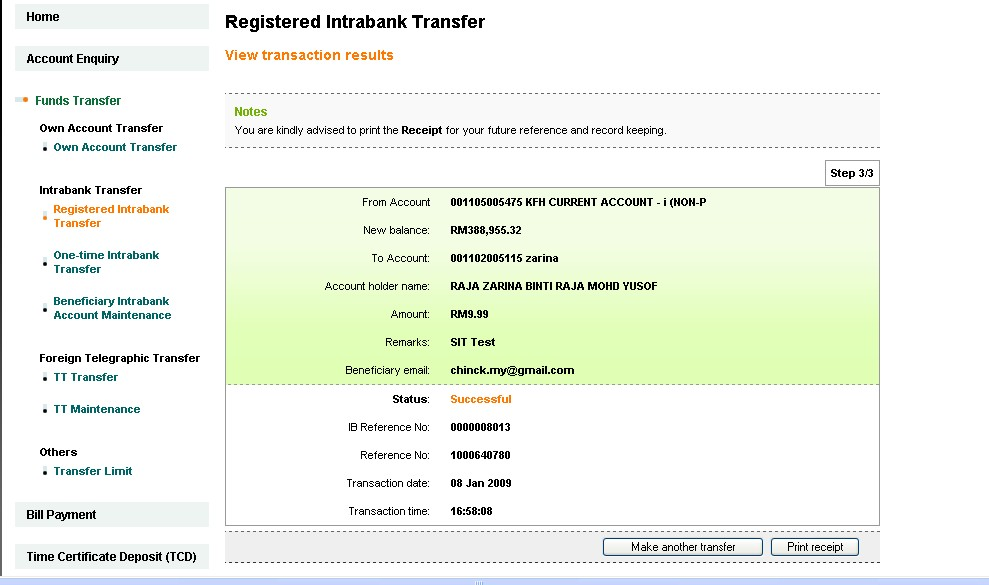 Home
Account Enquiry
Funds Transfer
Own Account Transfer
Own Account Transfer
Intrabank Transfer
Registered Intrabank
Transfer
One-time Intrabank
Transfer
Beneficiary Intrabank
Account Maintenance
Foreign Telegraphic Transfer
TT Transfer
TT Maintenance
Others
Transfer Limit
Bill Payment
Time Certificate Deposit (TCD)
Registered Intrabank Transfer
View transaction results
Notes
You are kindly advised to print the Receipt for your future reference and record keeping.
Step 3/3
From Account 001105005475 KFH CURRENT ACCOUNT - i (NON-P
New balance: RM388,955.32
To Account: 001102005115 zarina
Account holder name: RAJA ZARINA BINTI RAJA MOHD YUSOF
Amount: RM9.99
Remarks: SIT Test
Beneficiary email: chinck.my@gmail.com
Status: Successful
IB Reference No: 0000008013
Reference No: 1000640780
Transaction date: 08 Jan 2009
Transaction time: 16:58:08
Make another transfer Print receipt